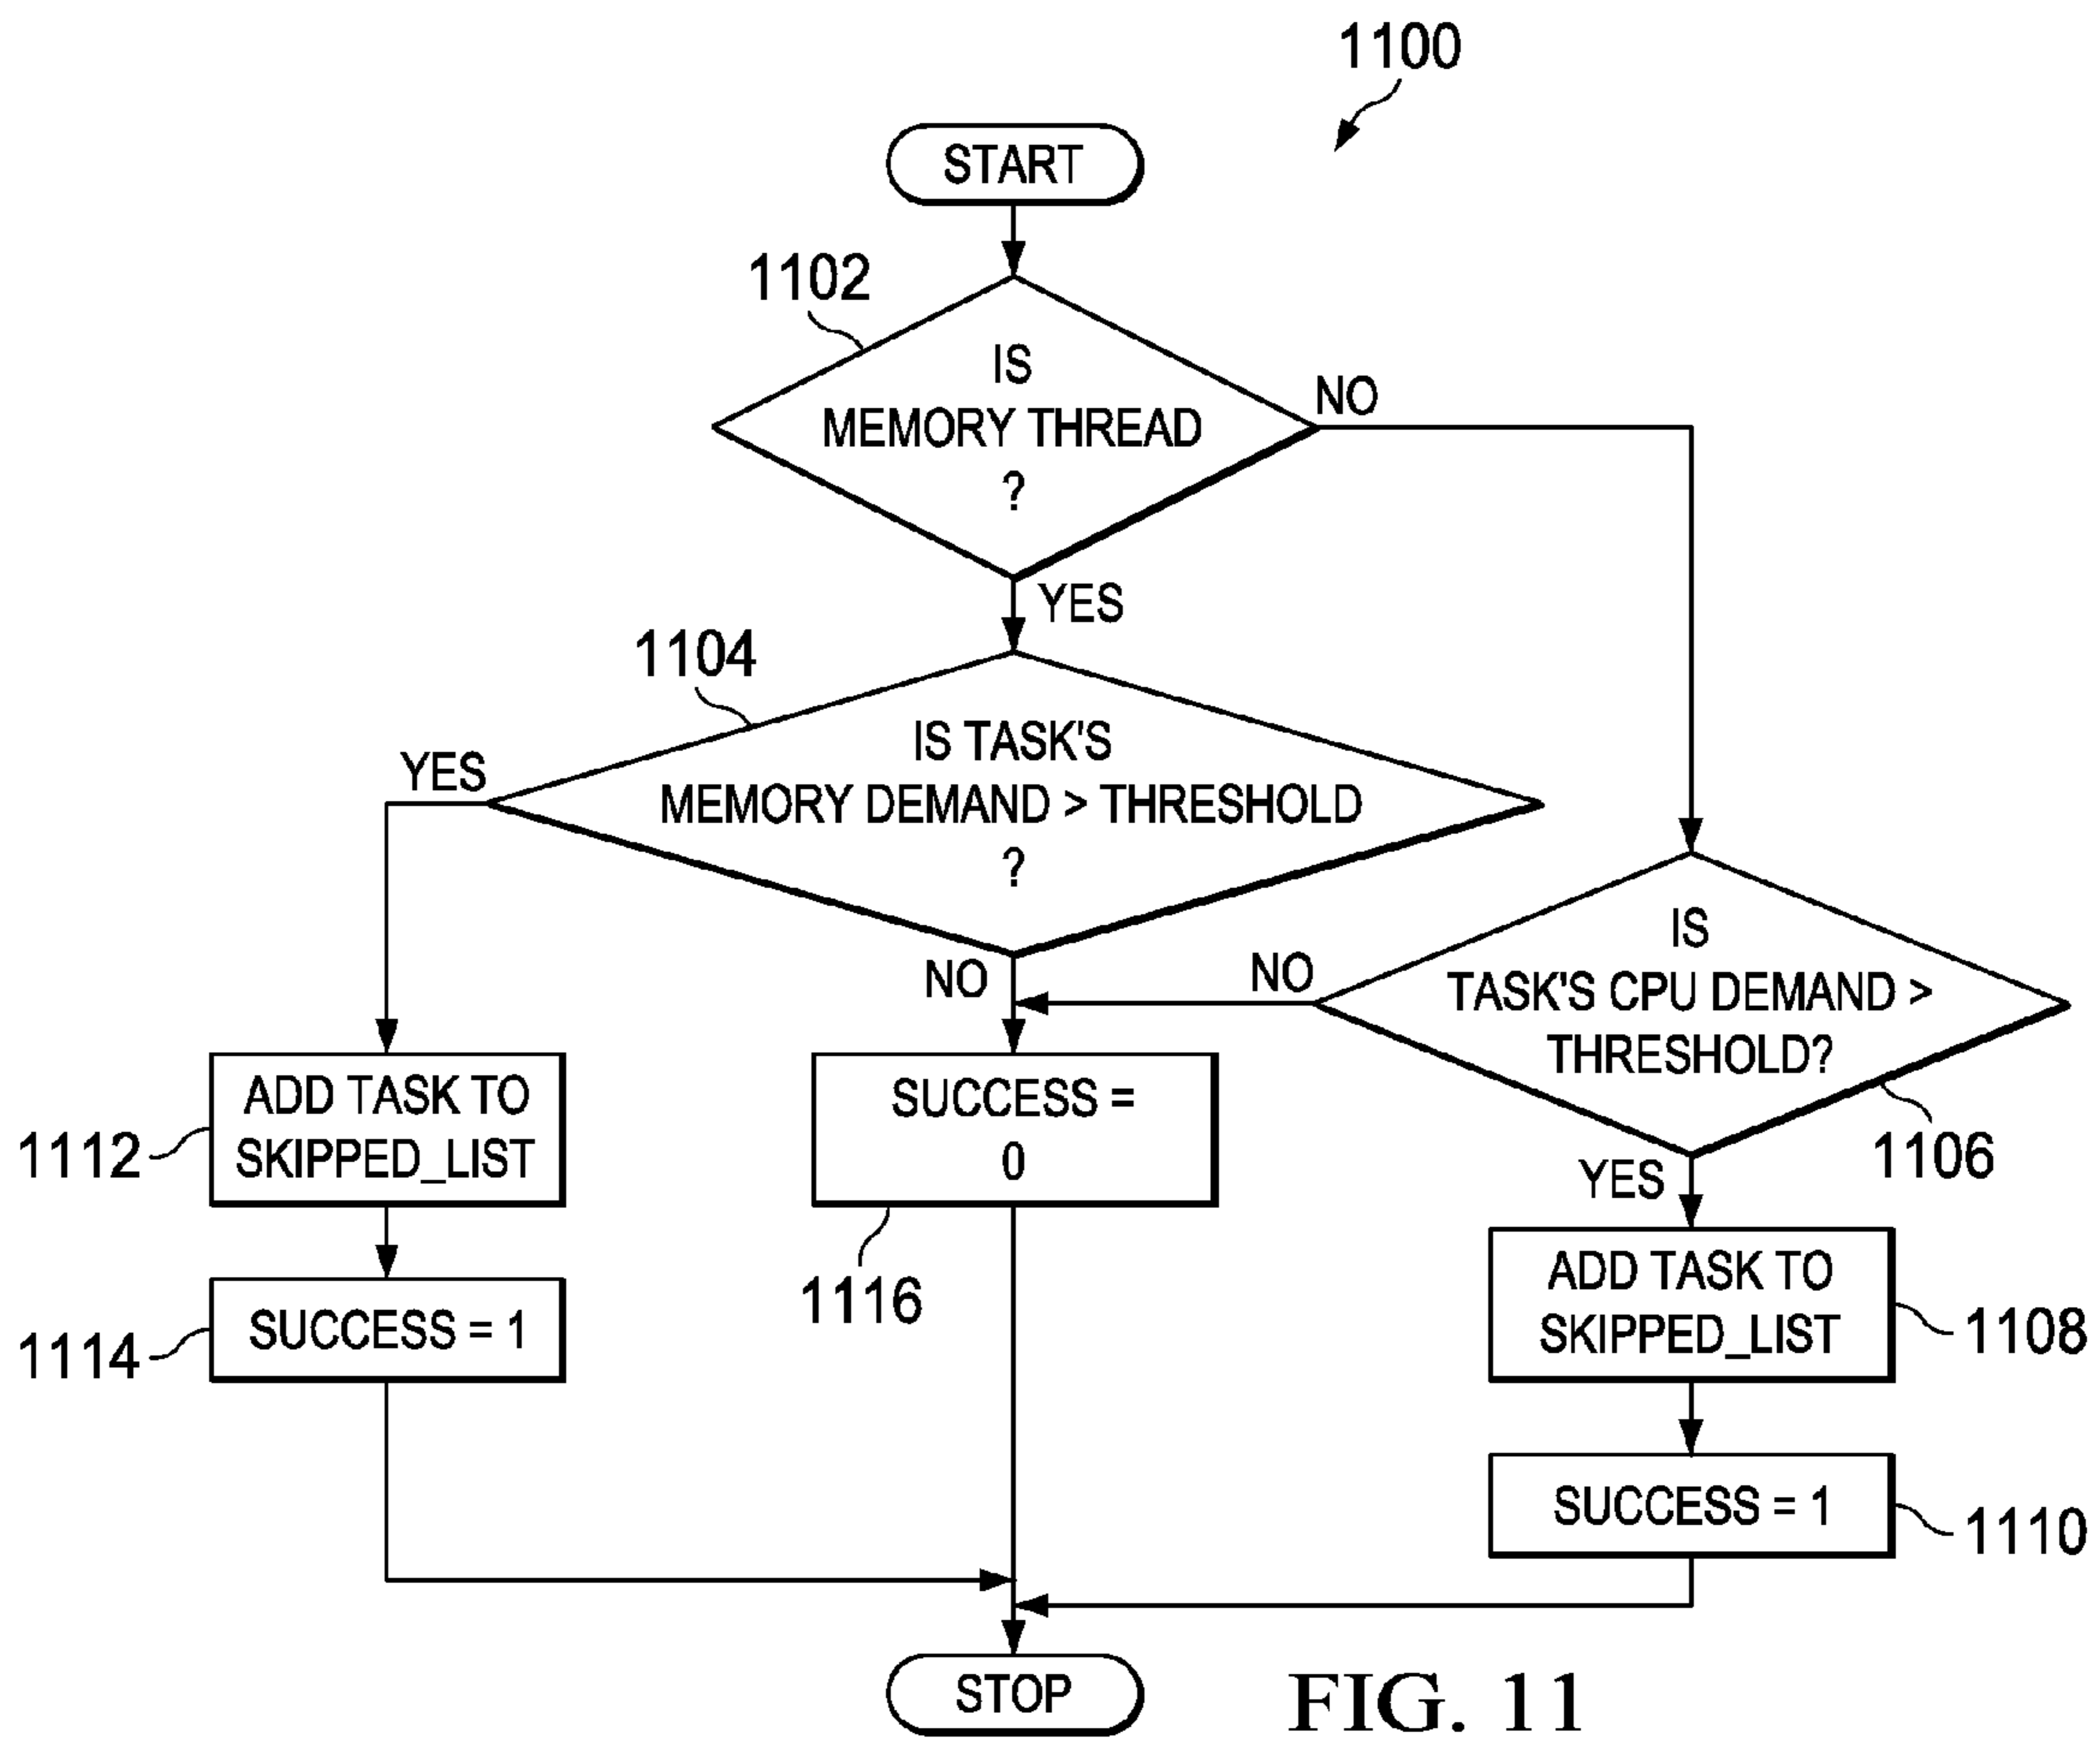 1100
START
1102
IS
MEMORY THREAD
?
NO
YES
1104
IS TASK'S
MEMORY DEMAND > THRESHOLD
?
YES
NO
NO
IS
TASK'S CPU DEMAND >
THRESHOLD?
1106
YES
ADD TASK TO
SKIPPED_LIST
1112
SUCCESS =
0
1116
ADD TASK TO
SKIPPED_LIST
1108
SUCCESS = 1
1114
SUCCESS = 1
1110
STOP
FIG. 11